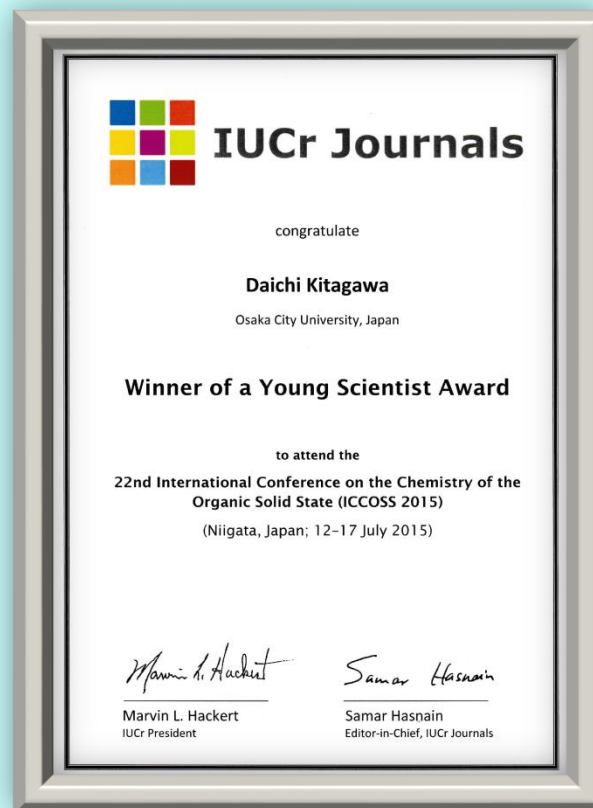 IUCr Journals
congratulate
Daichi Kitagawa
Osaka City University, Japan
Winner of a Young Scientist Award
to attend the
22nd International Conference on the Chemistry of the
Organic Solid State (ICCOSS 2015)
(Niigata, Japan; 12–17 July 2015)
Marvin L. Hackert
Samar Hasnain
Marvin L. Hackert
IUCr President
Samar Hasnain
Editor-in-Chief, IUCr Journals